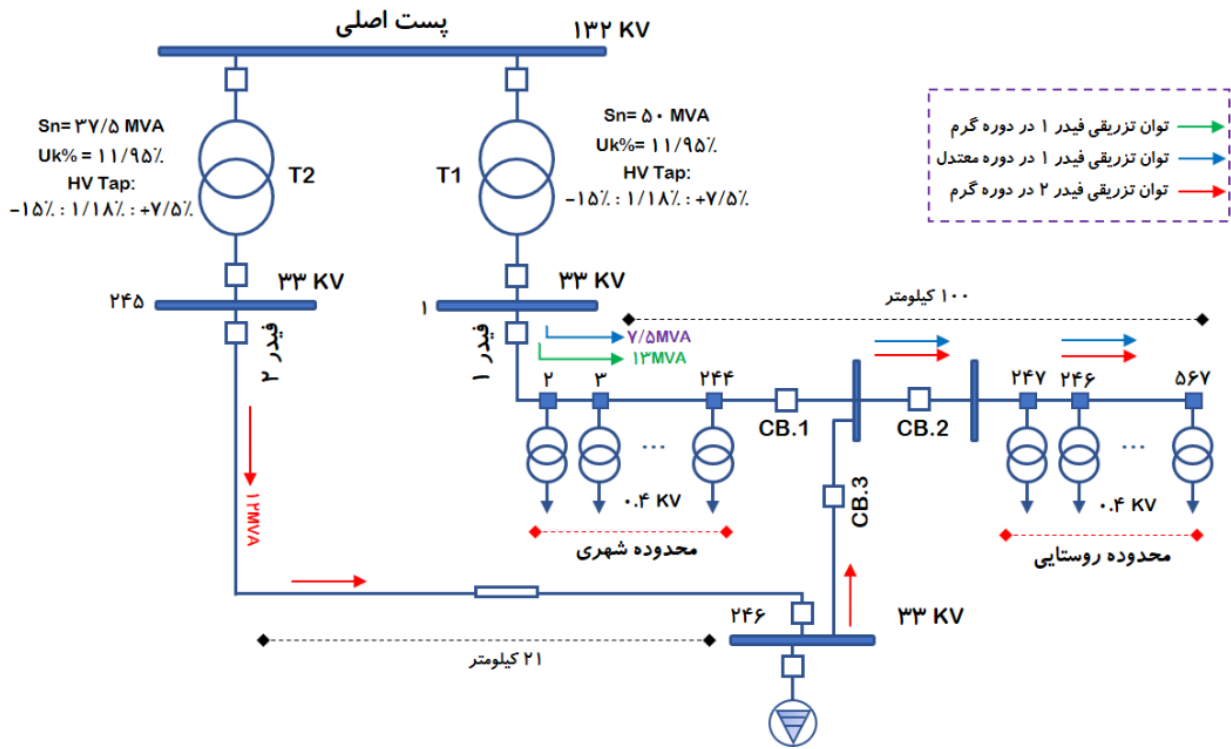 پست اصلی
۱۳۲ KV
Sn= ۳۷/۵ MVA
Uk% = ۱۱/۹۵٪
HV Tap:
-۱۵٪ : ۱/۱۸٪ : +۷/۵٪
T2
T1
Sn= ۵۰ MVA
Uk% = ۱۱/۹۵٪
HV Tap:
-۱۵٪ : ۱/۱۸٪ : +۷/۵٪
توان تزریقی فیدر ۱ در دوره گرم
توان تزریقی فیدر ۱ در دوره معتدل
توان تزریقی فیدر ۲ در دوره گرم
۲۴۵
۳۳ KV
۱
۳۳ KV
فیدر ۲
فیدر ۱
۱۰۰ کیلومتر
۷/۵MVA
۱۳MVA
۲
۳
۲۴۴
CB.1
CB.2
۲۴۷
۲۴۶
۵۶۷
...
...
۰.۴ KV
۰.۴ KV
CB.3
۱۲MVA
محدوده شهری
محدوده روستایی
۲۴۶
۳۳ KV
۲۱ کیلومتر